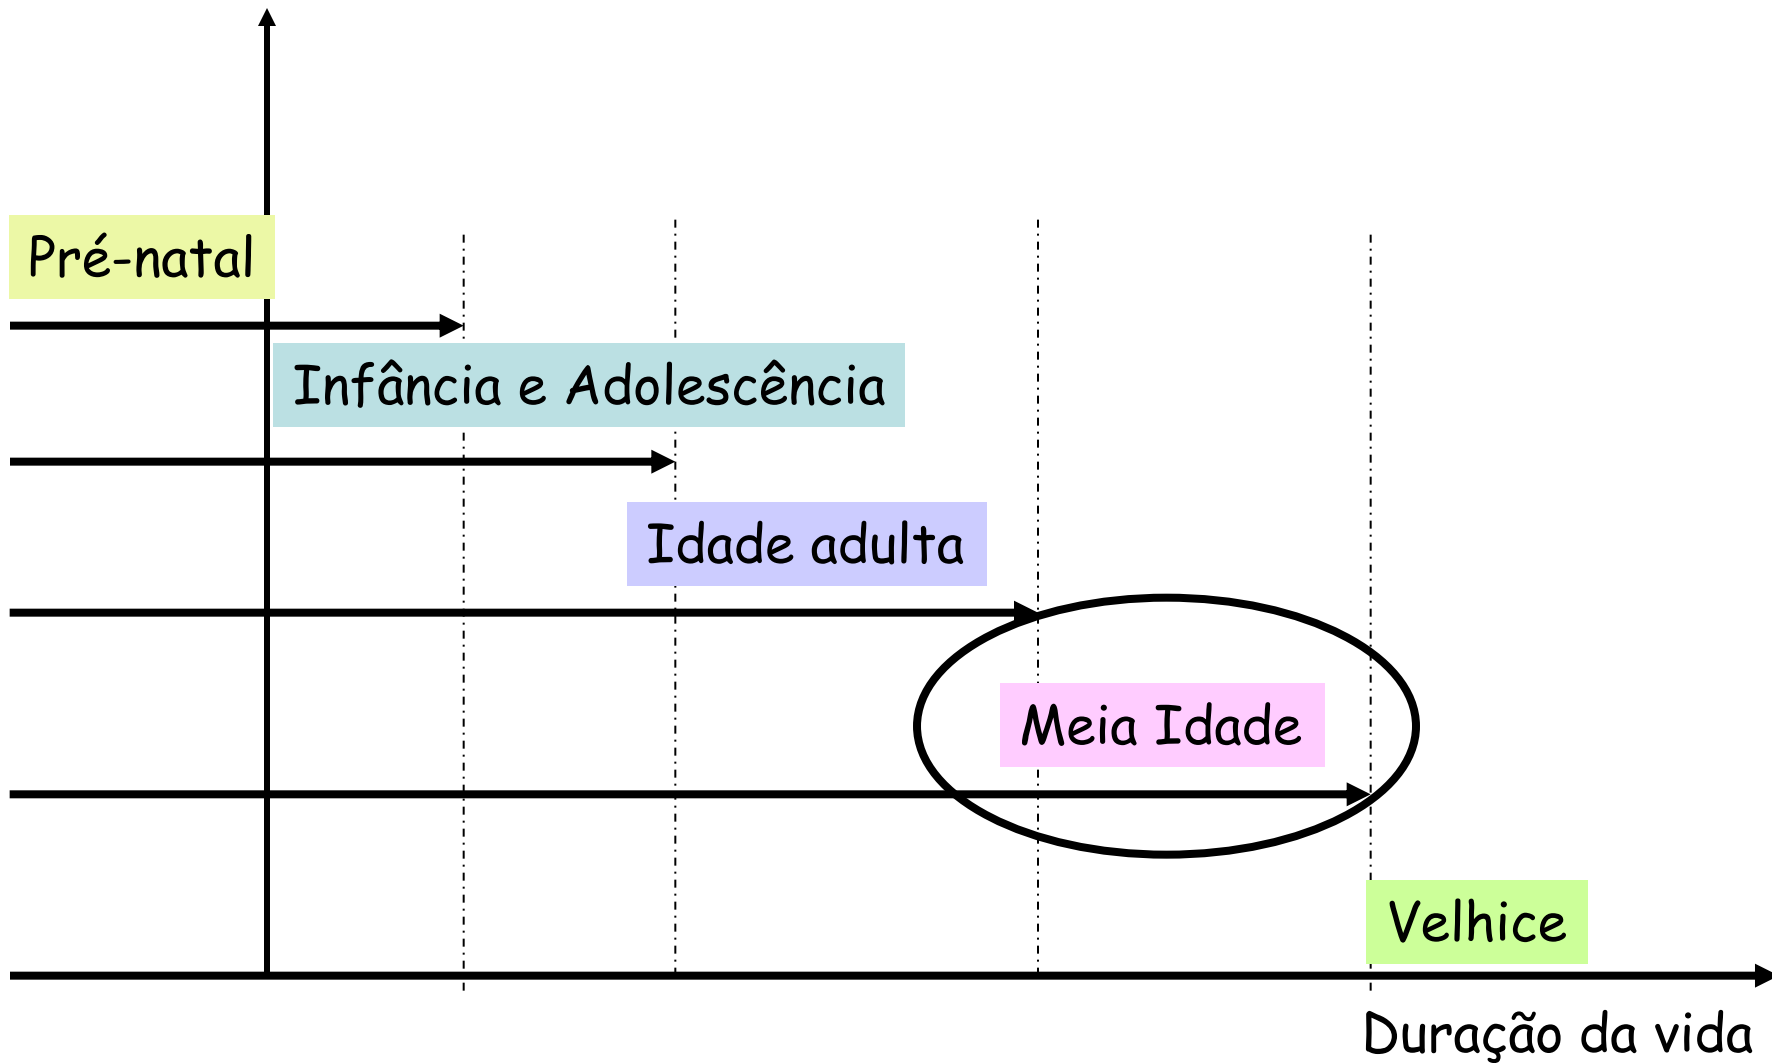 Pré-natal
Infância e Adolescência
Idade adulta
Meia Idade
Velhice
Duração da vida